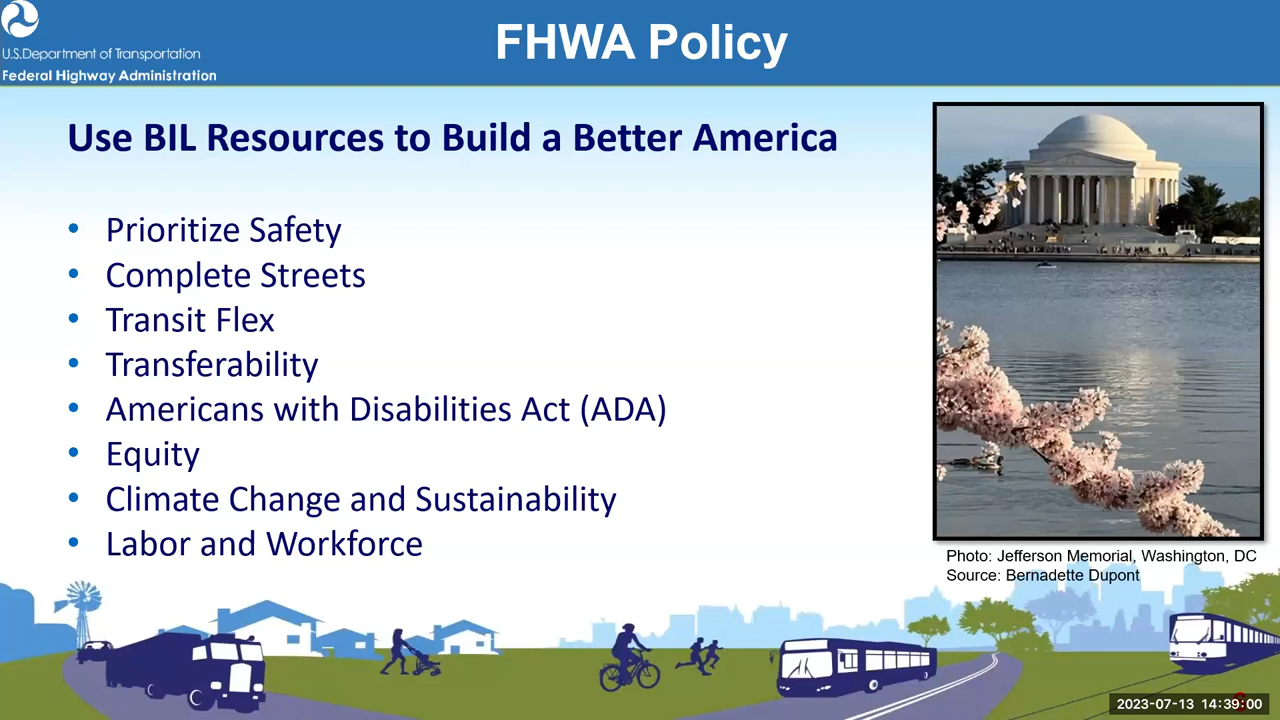 U.S.Department of Transportation
Federal Highway Administration
FHWA Policy
Use BIL Resources to Build a Better America
• Prioritize Safety
• Complete Streets
• Transit Flex
• Transferability
• Americans with Disabilities Act (ADA)
• Equity
• Climate Change and Sustainability
• Labor and Workforce
Photo: Jefferson Memorial, Washington, DC
Source: Bernadette Dupont
2023-07-13 14:39:00